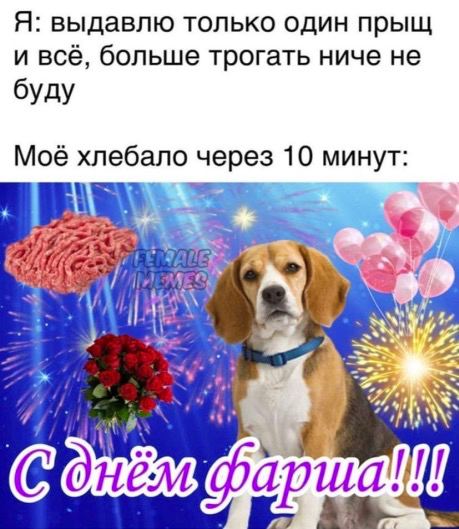 Я: выдавлю только один прыщ
и всё, больше трогать ниче не
буду
Моё хлебало через 10 минут:
FEMALE
MEMES
С днём фарша!!!